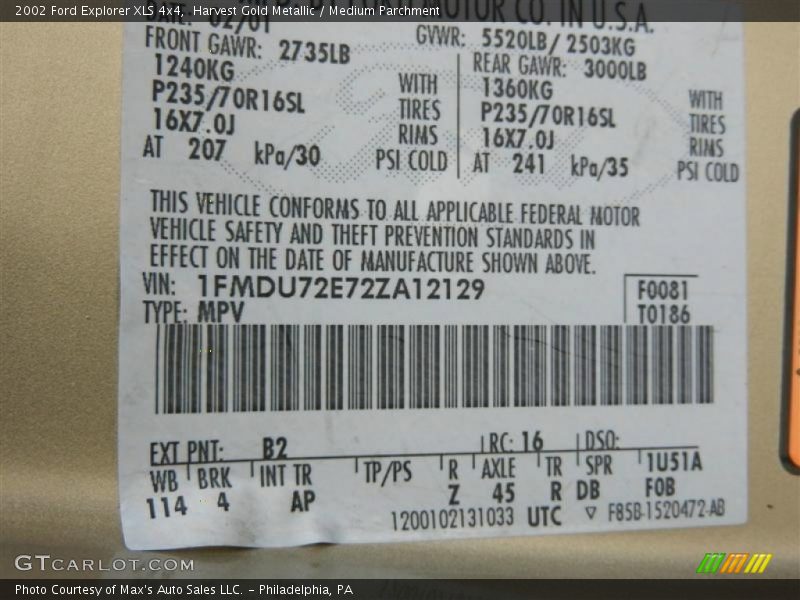 2002 Ford Explorer XLS 4x4, Harvest Gold Metallic / Medium Parchment
DATE: 02/01
MOTOR CO. IN U.S.A.
FRONT GAWR: 2735LB
1240KG
P235/70R16SL
16X7.0J
AT 207 kPa/30
WITH
TIRES
RIMS
PSI COLD
GVWR: 5520LB/ 2503KG
REAR GAWR: 3000LB
1360KG
P235/70R16SL
16X7.0J
AT 241 kPa/35
WITH
TIRES
RIMS
PSI COLD
THIS VEHICLE CONFORMS TO ALL APPLICABLE FEDERAL MOTOR
VEHICLE SAFETY AND THEFT PREVENTION STANDARDS IN
EFFECT ON THE DATE OF MANUFACTURE SHOWN ABOVE.
VIN: 1FMDU72E72ZA12129
TYPE: MPV
F0081
T0186
EXT PNT: B2 RC: 16 DSO:
WB BRK INT TR TP/PS R AXLE TR SPR 1U51A
114 4 AP Z 45 R DB F0B
1200102131033 UTC ▽ F85B-1520472-AB
GTCARLOT.COM
Photo Courtesy of Max's Auto Sales LLC. - Philadelphia, PA